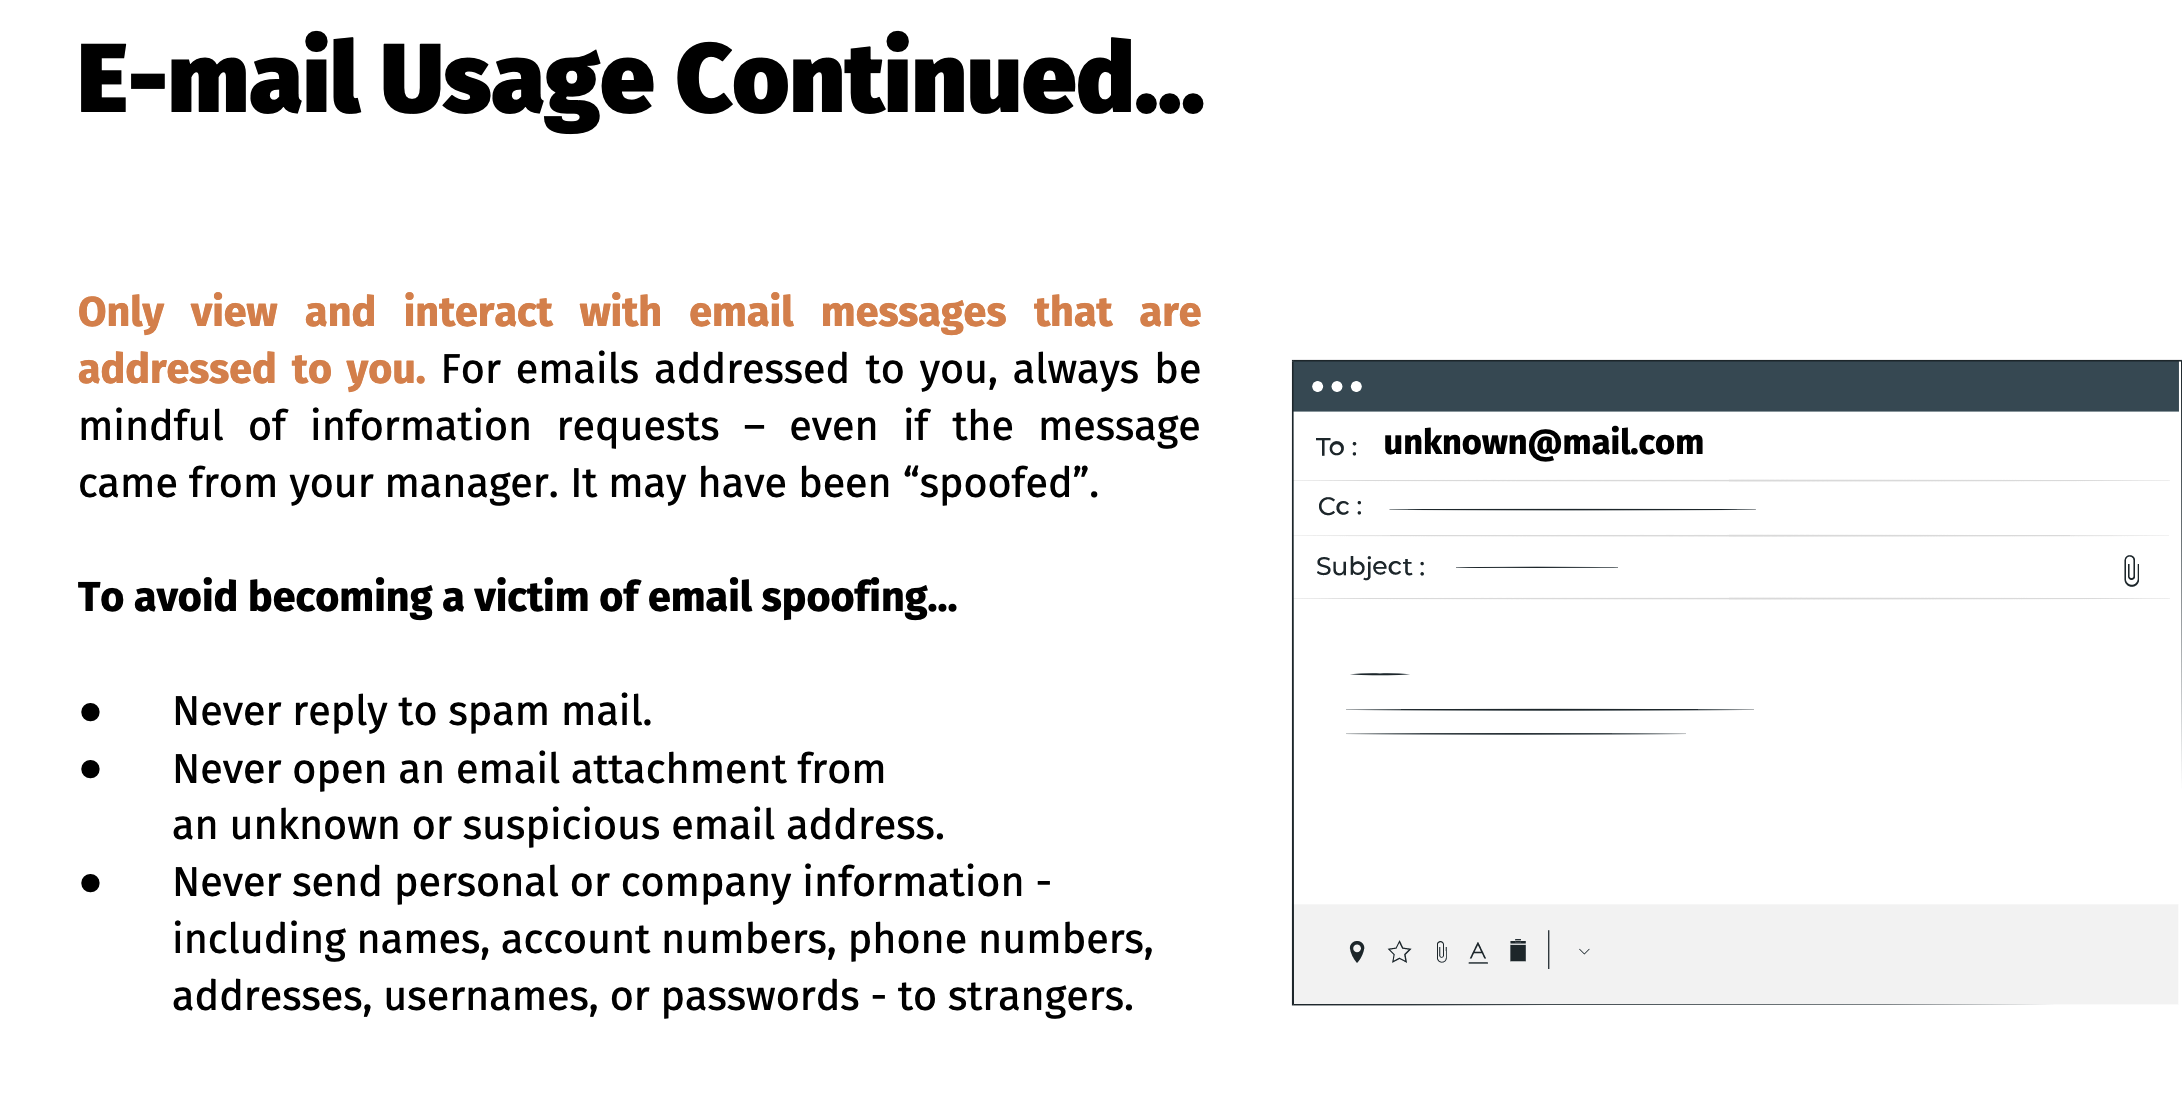 E-mail Usage Continued...
Only view and interact with email messages that are
addressed to you. For emails addressed to you, always be
mindful of information requests – even if the message
came from your manager. It may have been “spoofed”.
To avoid becoming a victim of email spoofing...
● Never reply to spam mail.
● Never open an email attachment from
an unknown or suspicious email address.
● Never send personal or company information -
including names, account numbers, phone numbers,
addresses, usernames, or passwords - to strangers.
To : unknown@mail.com
Cc :
Subject :
A